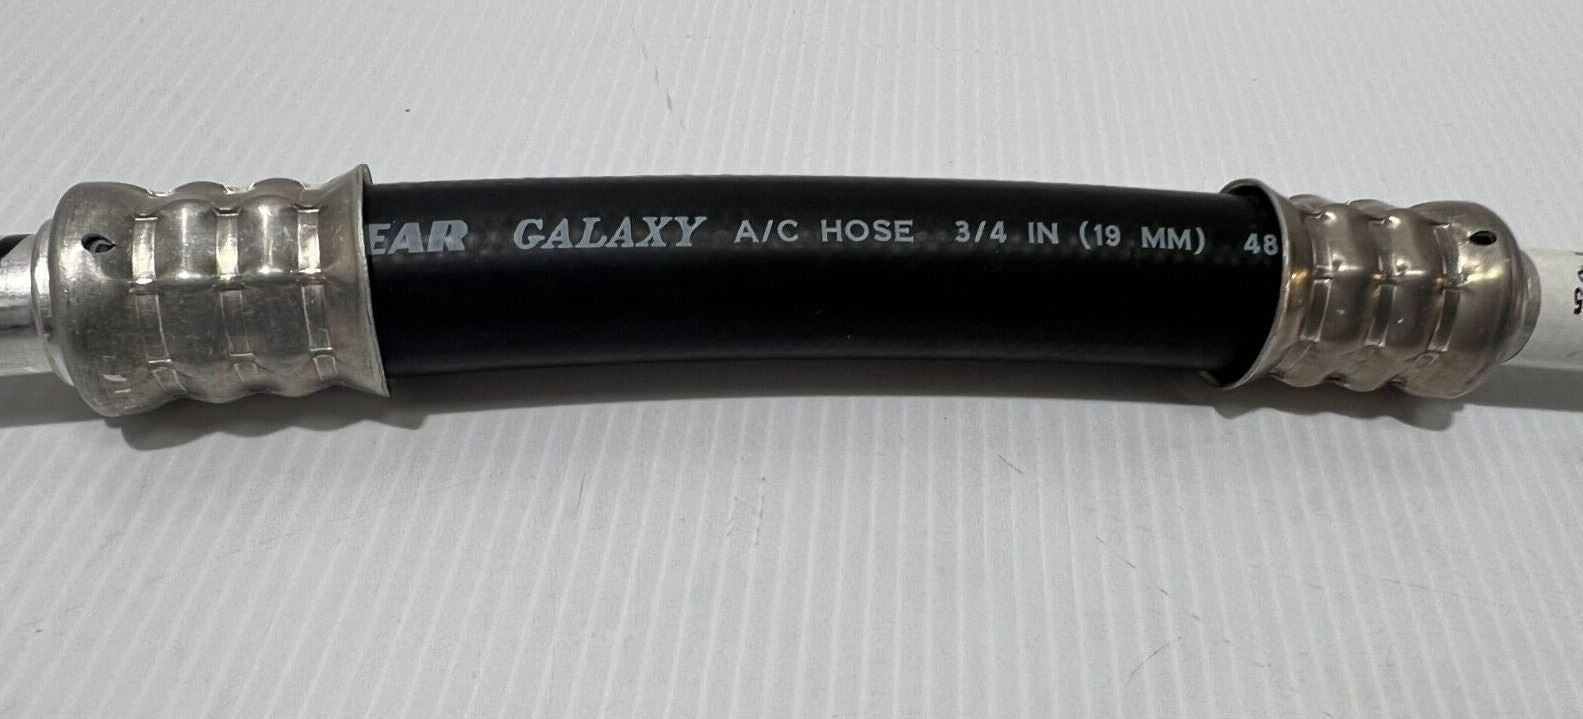 EAR GALAXY A/C HOSE 3/4 IN (19 MM) 48